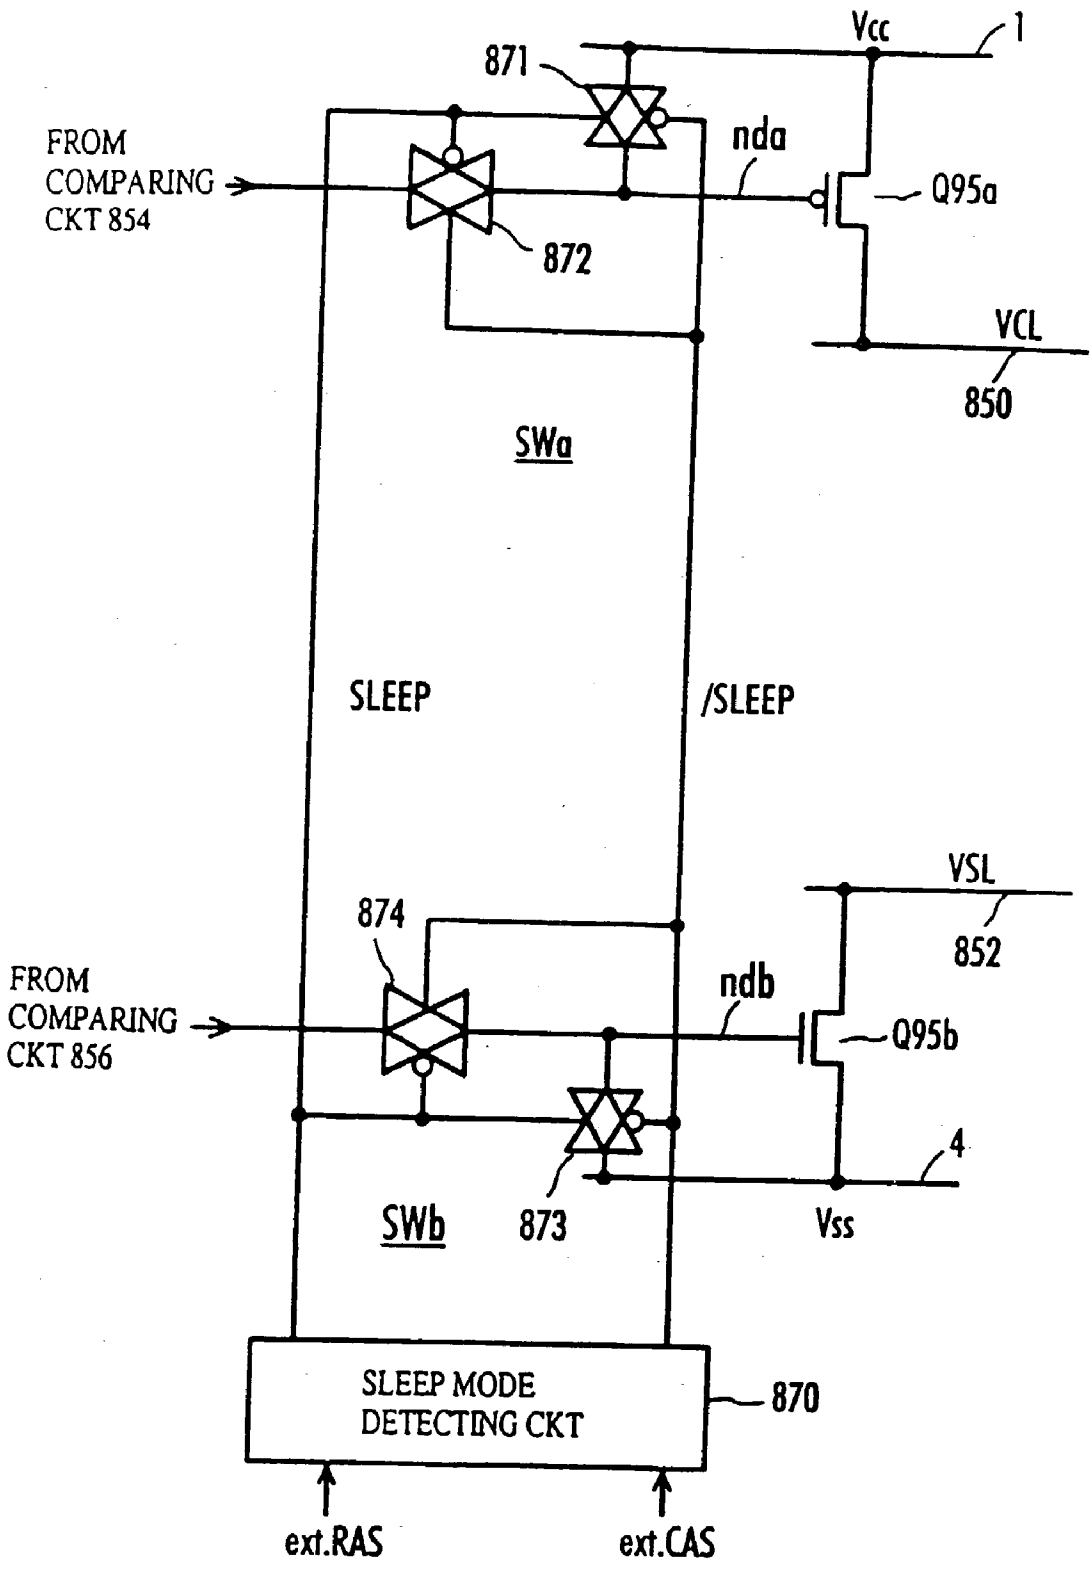 Vcc
1
871
FROM
COMPARING
CKT 854
nda
Q95a
872
VCL
850
SWa
SLEEP
/SLEEP
VSL
852
874
FROM
COMPARING
CKT 856
ndb
Q95b
4
873
SWb
Vss
SLEEP MODE
DETECTING CKT
870
ext.RAS
ext.CAS